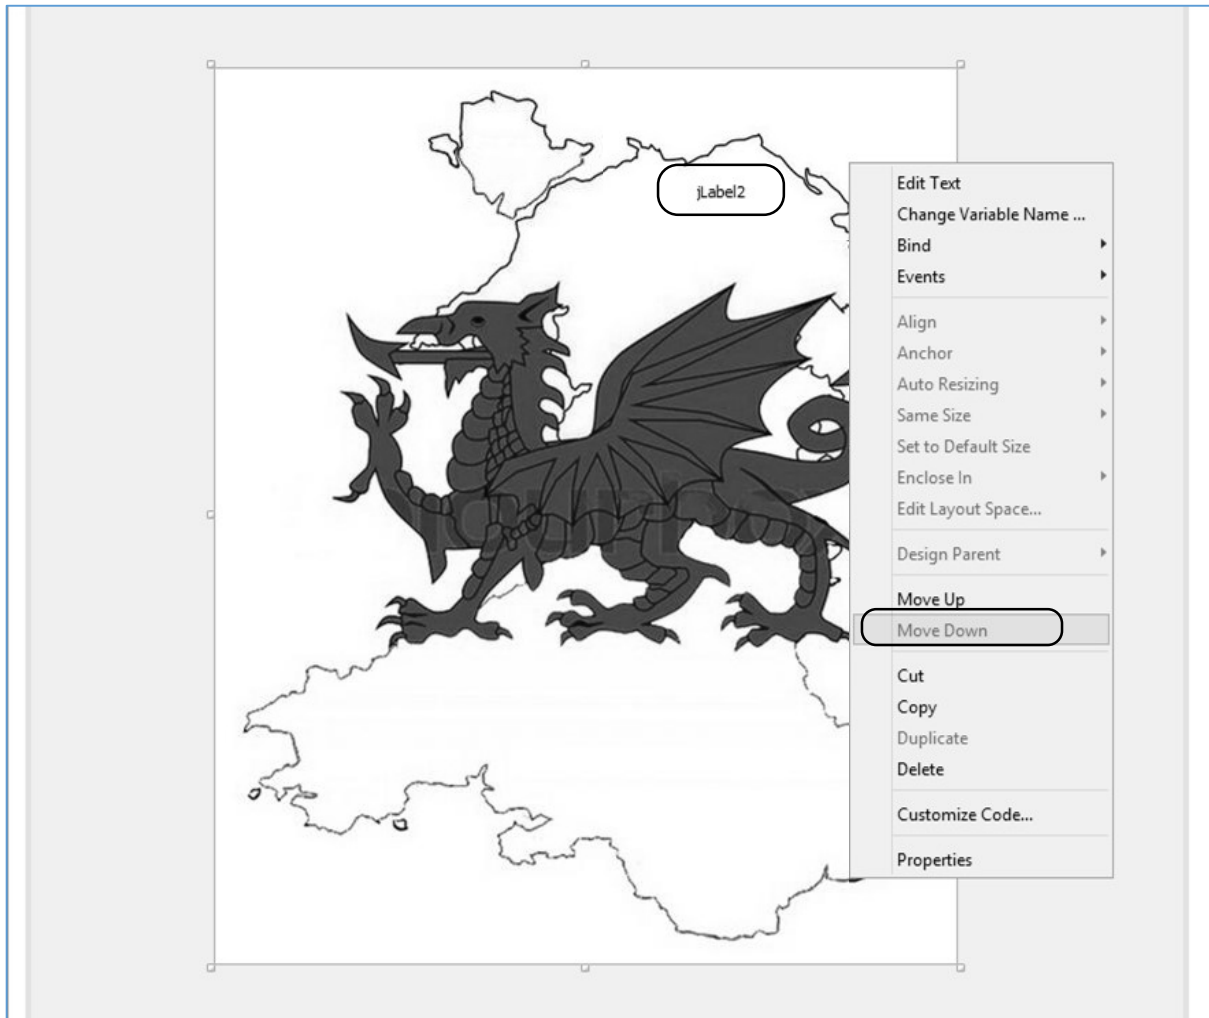 jLabel2
Edit Text
Change Variable Name ...
Bind
Events
Align
Anchor
Auto Resizing
Same Size
Set to Default Size
Enclose In
Edit Layout Space...
Design Parent
Move Up
Move Down
Cut
Copy
Duplicate
Delete
Customize Code...
Properties